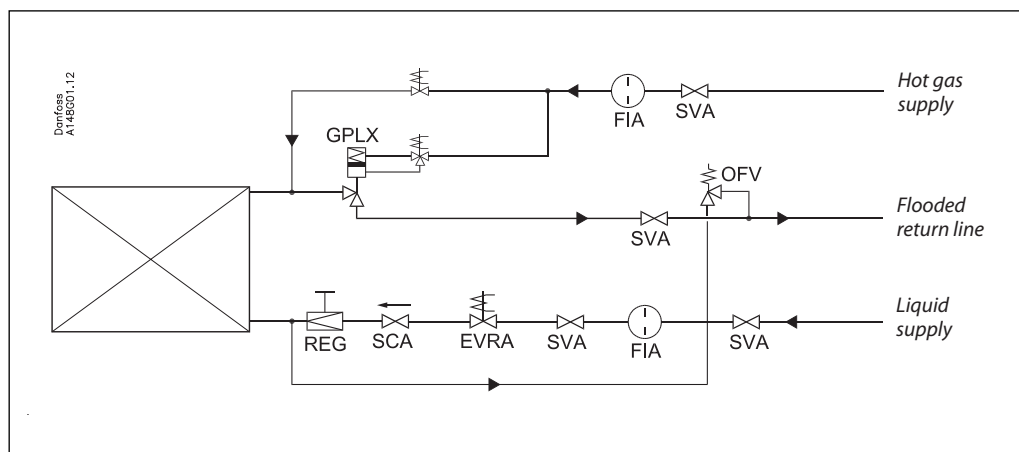 Danfoss
A148G01.12
Hot gas
supply
FIA
SVA
GPLX
OFV
SVA
Flooded
return line
Liquid
supply
REG
SCA
EVRA
SVA
FIA
SVA